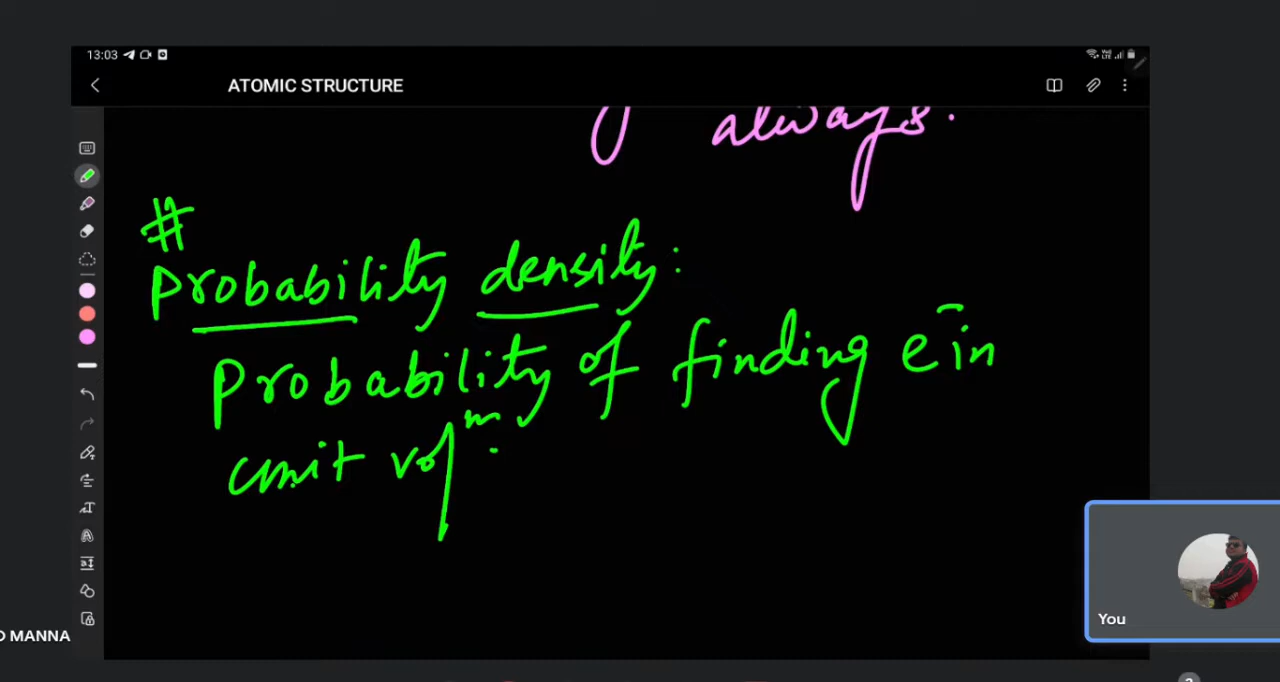 13:03
ATOMIC STRUCTURE
always.
#
Probability density:
Probability of finding e⁻ in
unit volᵐ.
You
O MANNA